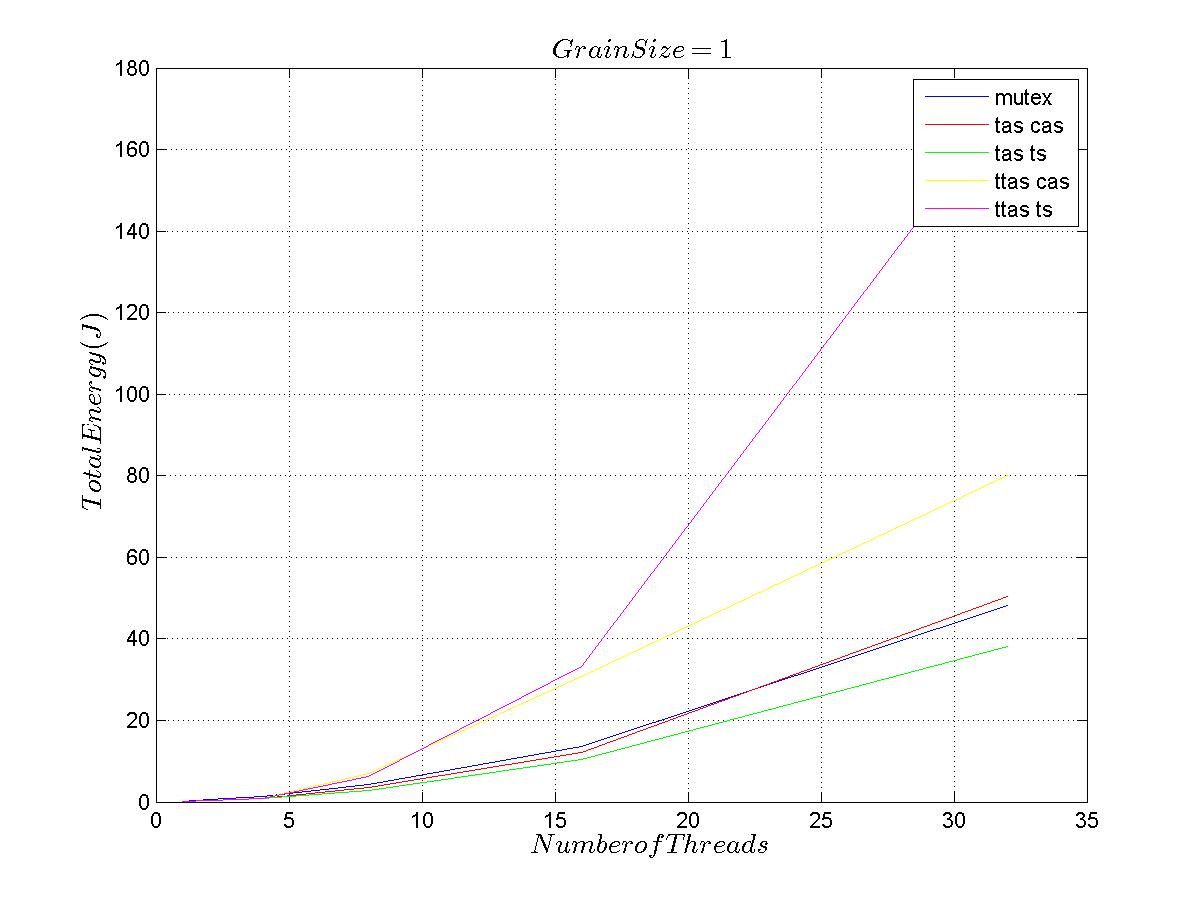 GrainSize = 1
180
160
140
120
100
80
60
40
20
0
TotalEnergy(J)
mutex
tas cas
tas ts
ttas cas
ttas ts
0 5 10 15 20 25 30 35
NumberofThreads